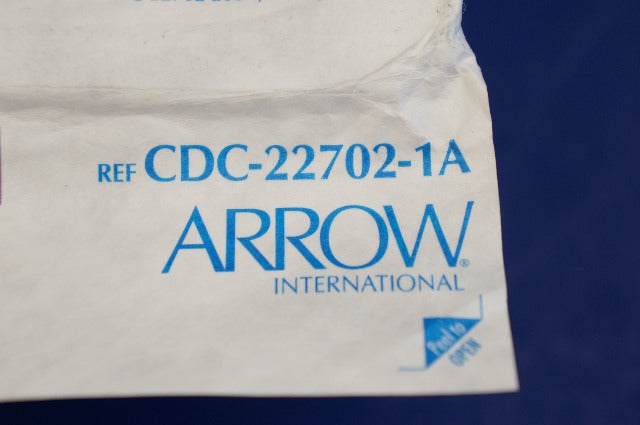 REF CDC-22702-1A
ARROW®
INTERNATIONAL
Peel to
OPEN